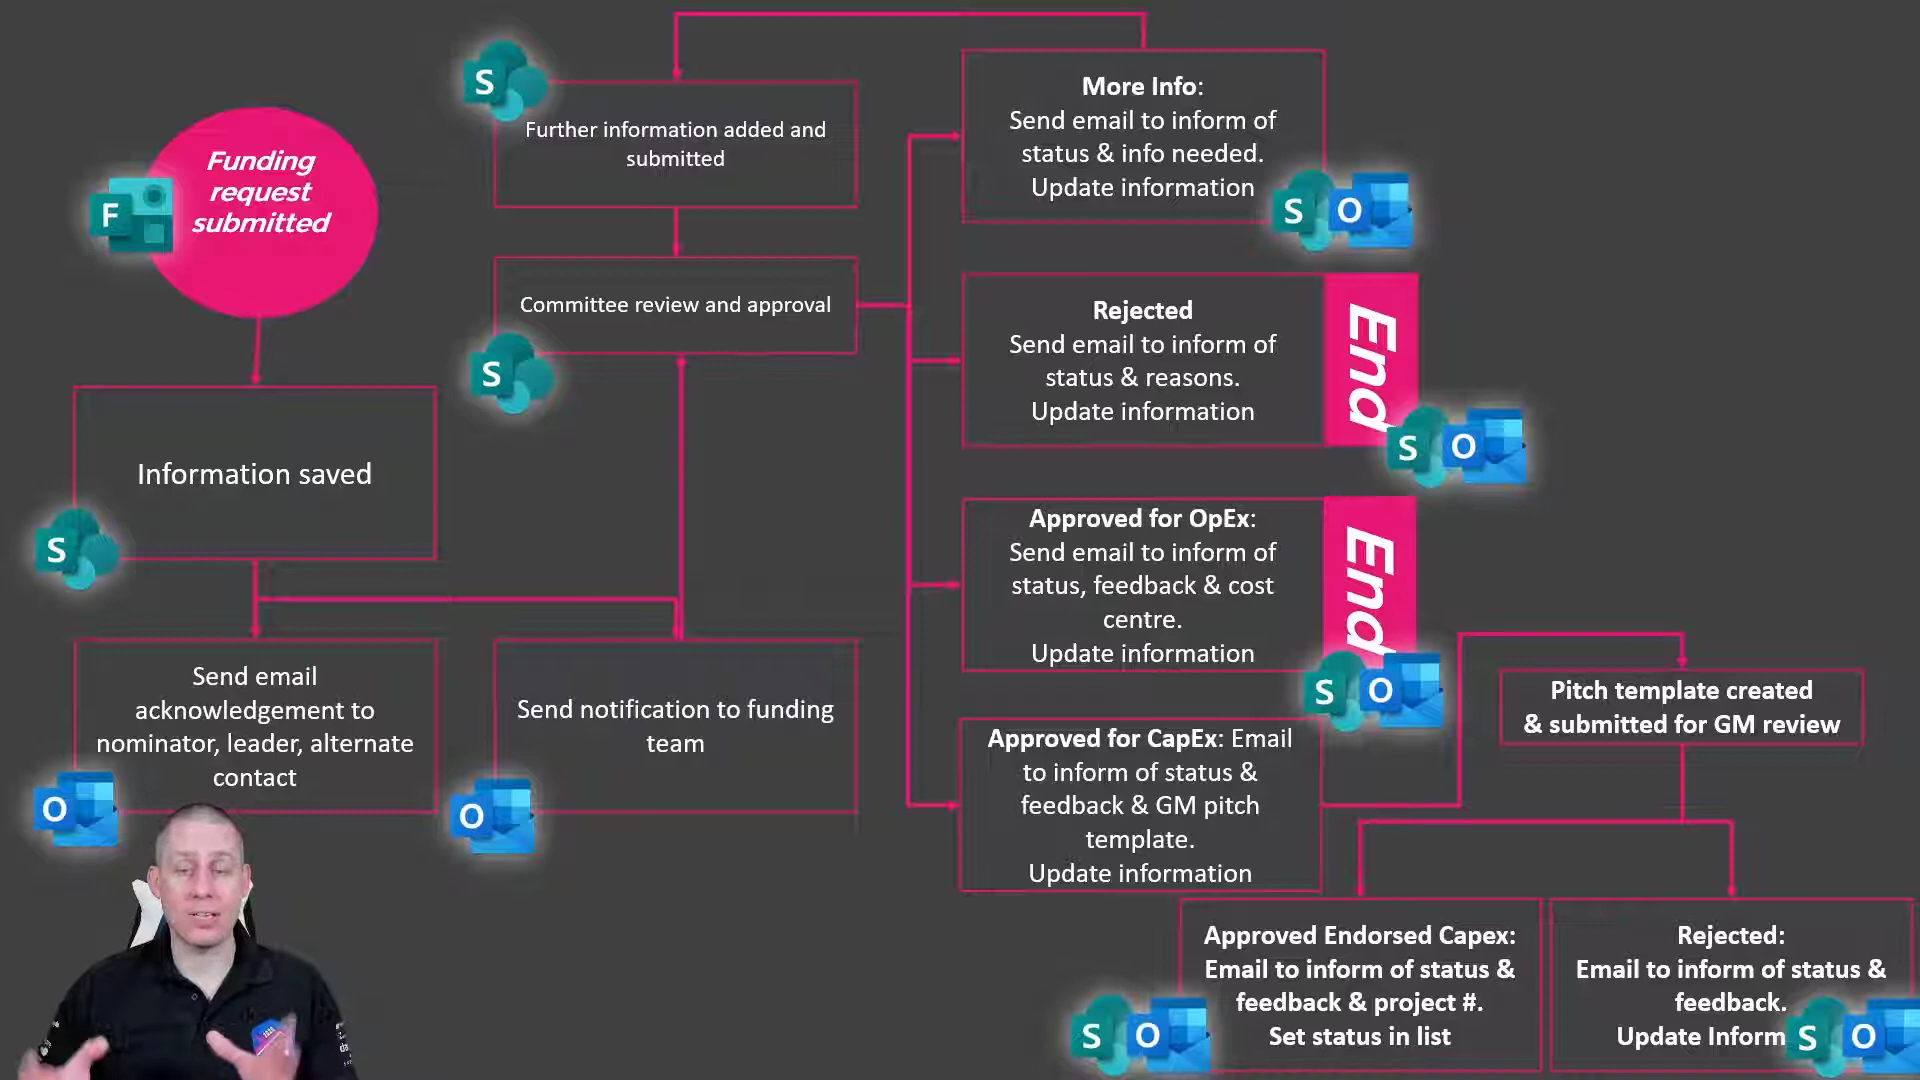 Funding
request
submitted
F
Information saved
S
Send email
acknowledgement to
nominator, leader, alternate
contact
O
S
Further information added and
submitted
Committee review and approval
S
Send notification to funding
team
O
More Info:
Send email to inform of
status & info needed.
Update information
S
O
Rejected
Send email to inform of
status & reasons.
Update information
End
S
O
Approved for OpEx:
Send email to inform of
status, feedback & cost
centre.
Update information
End
S
O
Approved for CapEx: Email
to inform of status &
feedback & GM pitch
template.
Update information
Pitch template created
& submitted for GM review
Approved Endorsed Capex:
Email to inform of status &
feedback & project #.
Set status in list
S
O
Rejected:
Email to inform of status &
feedback.
Update Inform
S
O